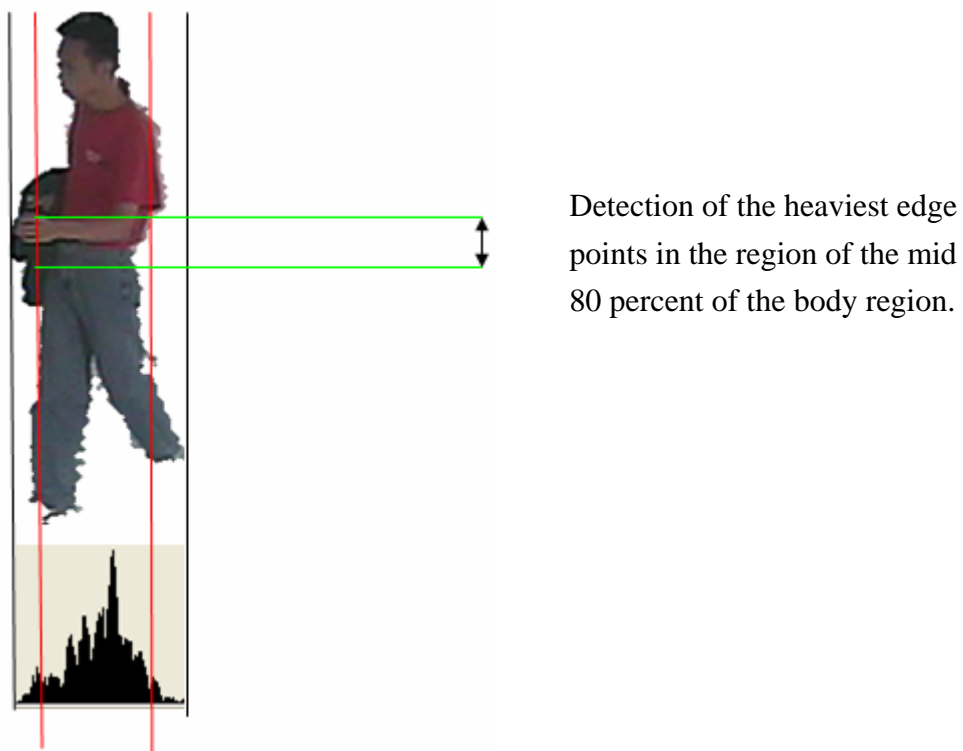 Detection of the heaviest edge
points in the region of the mid
80 percent of the body region.